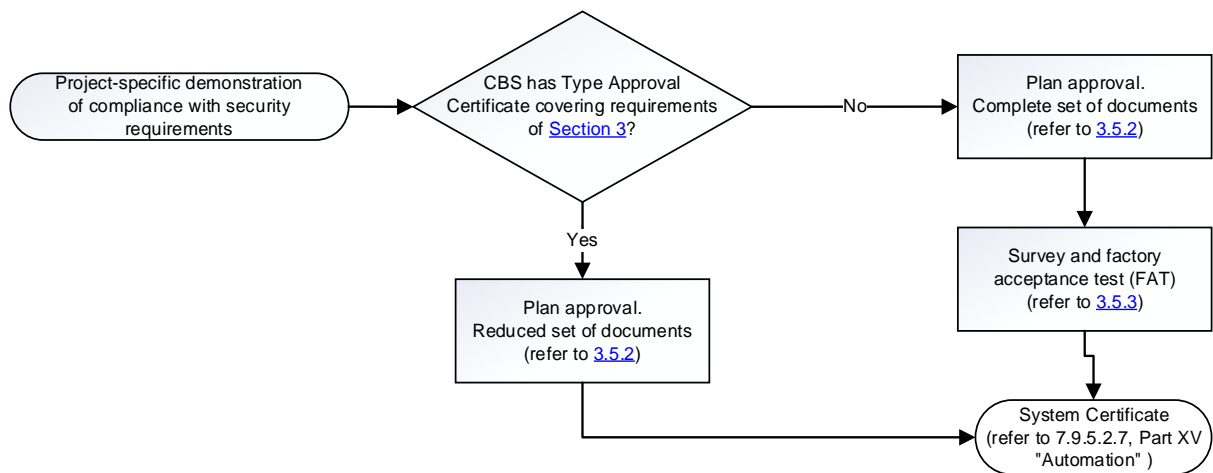 Project-specific demonstration
of compliance with security
requirements
CBS has Type Approval
Certificate covering requirements
of Section 3?
No
Plan approval.
Complete set of documents
(refer to 3.5.2)
Yes
Survey and factory
acceptance test (FAT)
(refer to 3.5.3)
Plan approval.
Reduced set of documents
(refer to 3.5.2)
System Certificate
(refer to 7.9.5.2.7, Part XV
"Automation" )